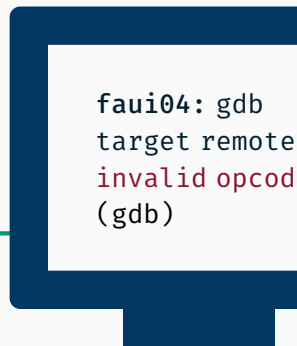 faui04: gdb
target remote
invalid opcod
(gdb)